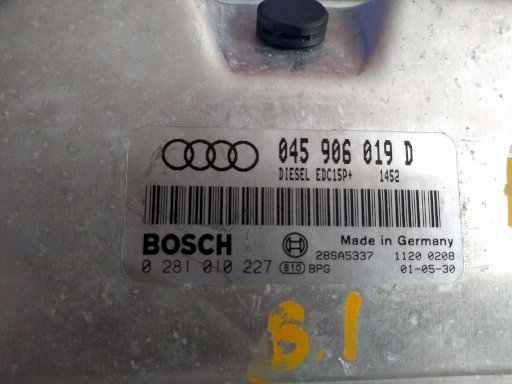 045 906 019 D
DIESEL EDC15P+ 1452
BOSCH
Made in Germany
28SA5337 1120 0208
0 281 010 227 810 BPG 01-05-30
B.1